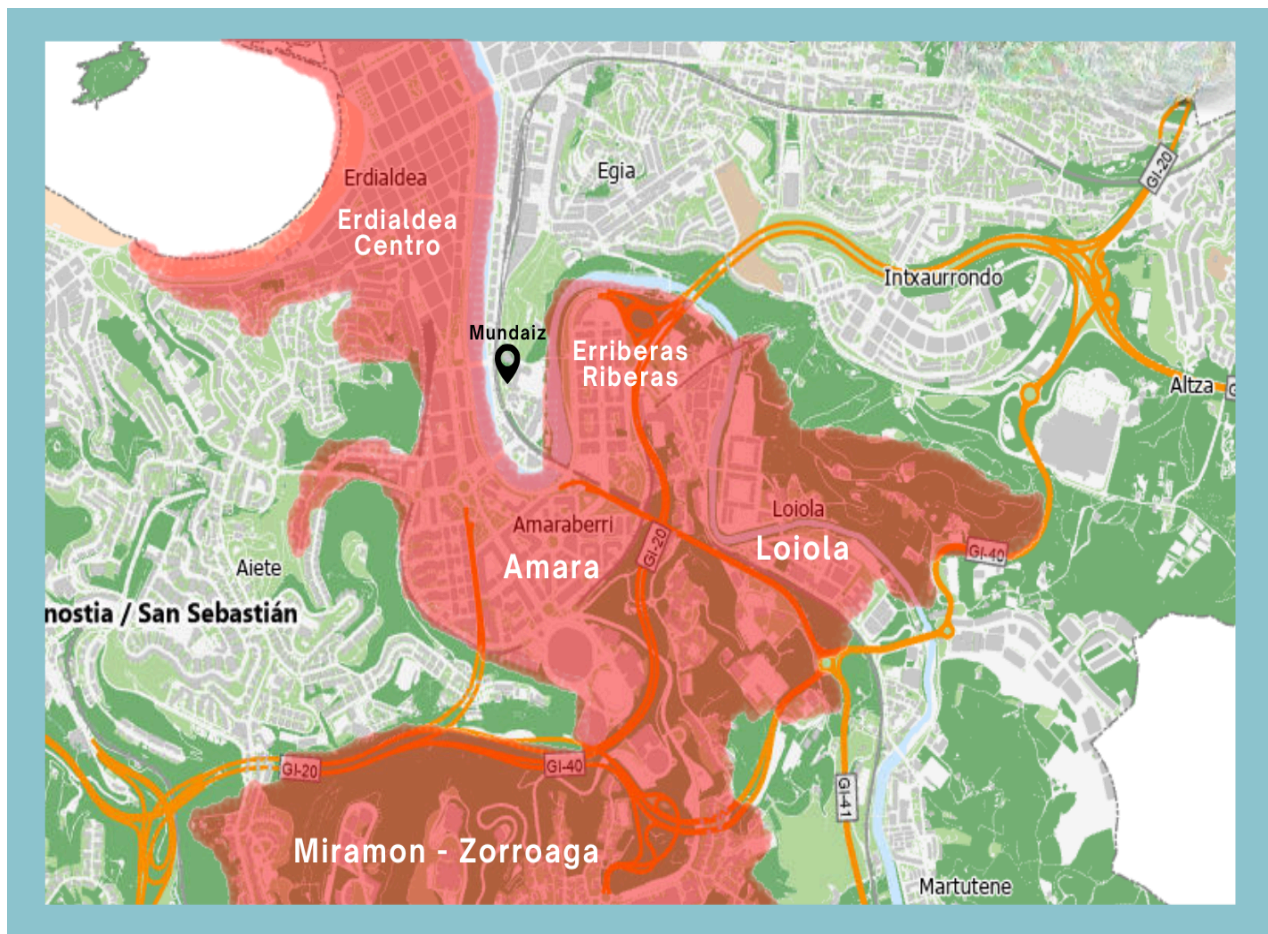 GI-20
Egia
Erdialdea
Erdialdea
Centro
Intxaurrondo
Mundaiz
Erriberas
Riberas
Altza
Loiola
Amaraberri
Loiola
GI-20
Amara
GI-40
Aiete
nostia / San Sebastián
GI-20
GI-40
GI-41
Miramon - Zorroaga
Martutene